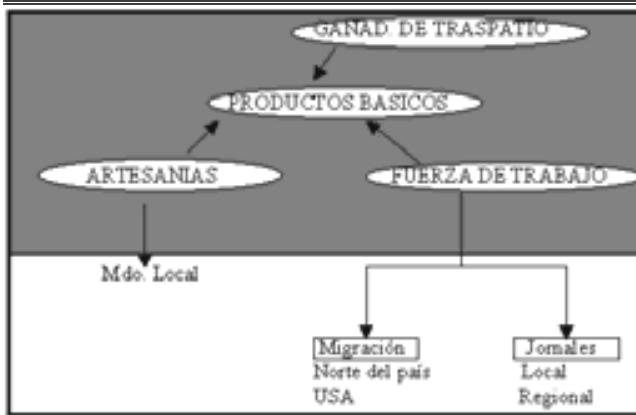 GANAD. DE TRASPATIO
PRODUCTOS BASICOS
ARTESANIAS
FUERZA DE TRABAJO
Mdo. Local
Migración
Norte del país
USA
Jornales
Local
Regional